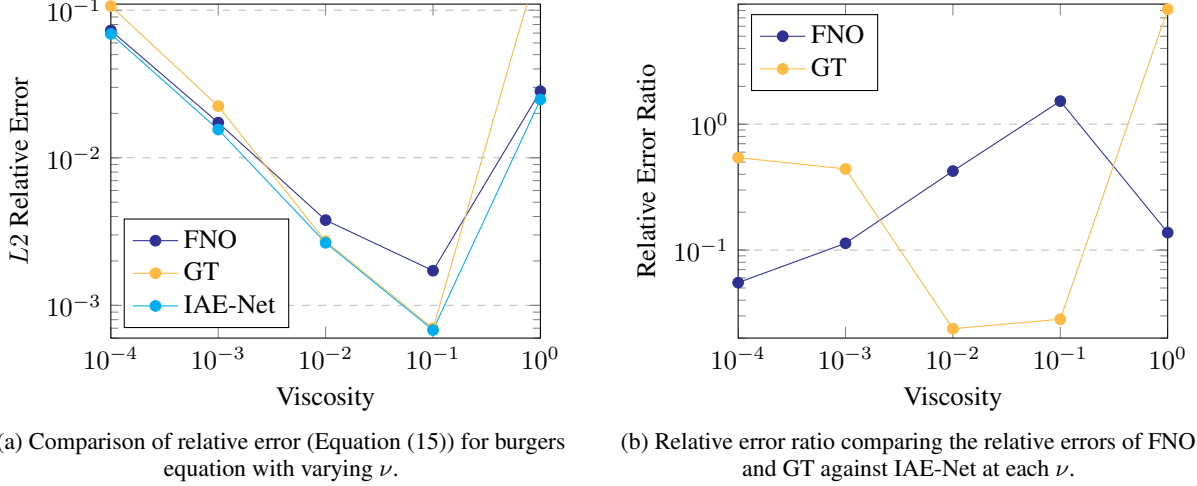 10^{-1}
10^{-2}
10^{-3}
L2 Relative Error
FNO
GT
IAE-Net
10^{-4} 10^{-3} 10^{-2} 10^{-1} 10^{0}
Viscosity
(a) Comparison of relative error (Equation (15)) for burgers
equation with varying ν.
10^{0}
10^{-1}
Relative Error Ratio
FNO
GT
10^{-4} 10^{-3} 10^{-2} 10^{-1} 10^{0}
Viscosity
(b) Relative error ratio comparing the relative errors of FNO
and GT against IAE-Net at each ν.